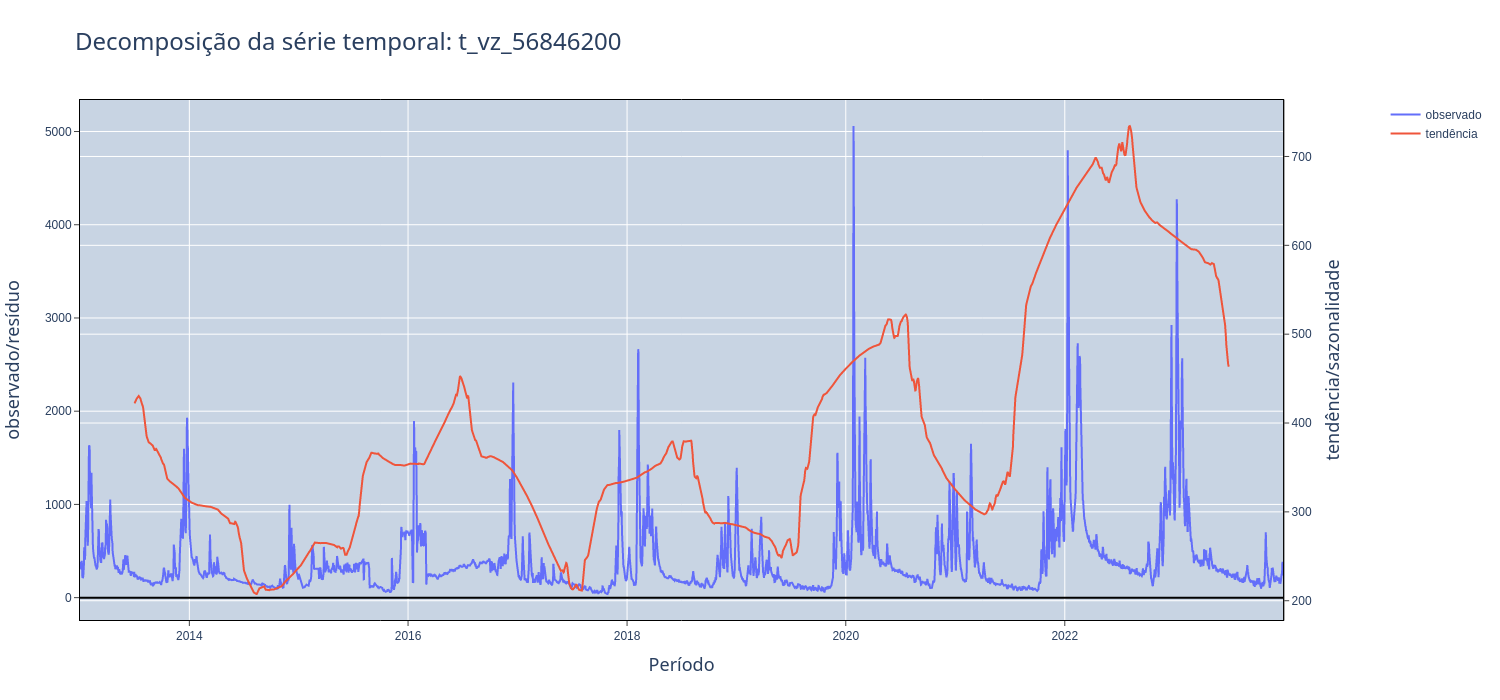 Decomposição da série temporal: t_vz_56846200
observado
tendência
5000
4000
3000
2000
1000
0
700
600
500
400
300
200
2014
2016
2018
2020
2022
observado/resíduo
tendência/sazonalidade
Período